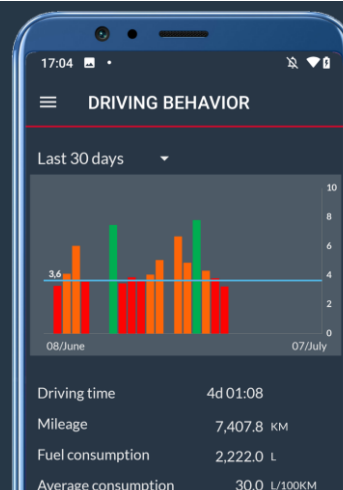 17:04
DRIVING BEHAVIOR
Last 30 days
10
8
6
4
2
0
3,6
08/June 07/July
Driving time 4d 01:08
Mileage 7,407.8 KM
Fuel consumption 2,222.0 L
Average consumption 30.0 L/100KM